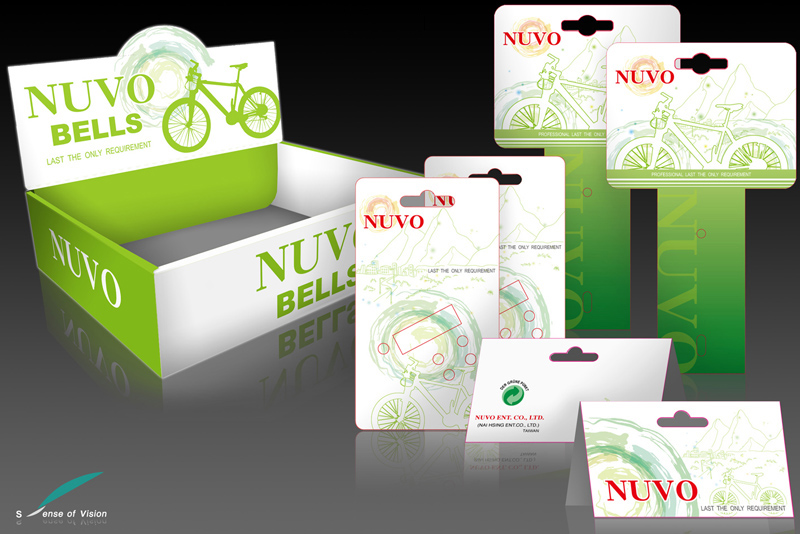 NUVO
BELLS
LAST THE ONLY REQUIREMENT
NUVO
NUVO
BELLS
NUVO
PROFESSIONAL LAST THE ONLY REQUIREMENT
NUVO
NUVO
PROFESSIONAL LAST THE ONLY REQUIREMENT
NUVO
NUVO
LAST THE ONLY REQUIREMENT
LAST THE ONLY REQUIREMENT
DER GRÜNE PUNKT
NUVO ENT. CO., LTD.
(NAI HSING ENT.CO., LTD.)
TAIWAN
NUVO
LAST THE ONLY REQUIREMENT
Sense of Vision